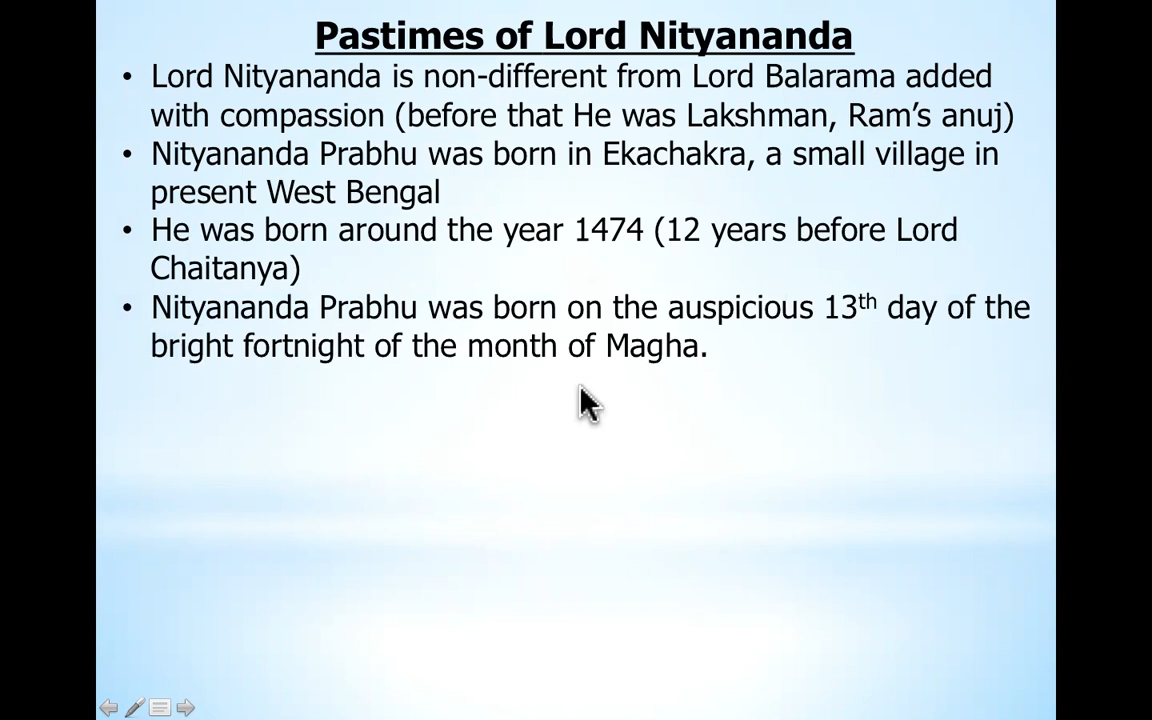 Pastimes of Lord Nityananda
• Lord Nityananda is non-different from Lord Balarama added
with compassion (before that He was Lakshman, Ram’s anuj)
• Nityananda Prabhu was born in Ekachakra, a small village in
present West Bengal
• He was born around the year 1474 (12 years before Lord
Chaitanya)
• Nityananda Prabhu was born on the auspicious 13th day of the
bright fortnight of the month of Magha.